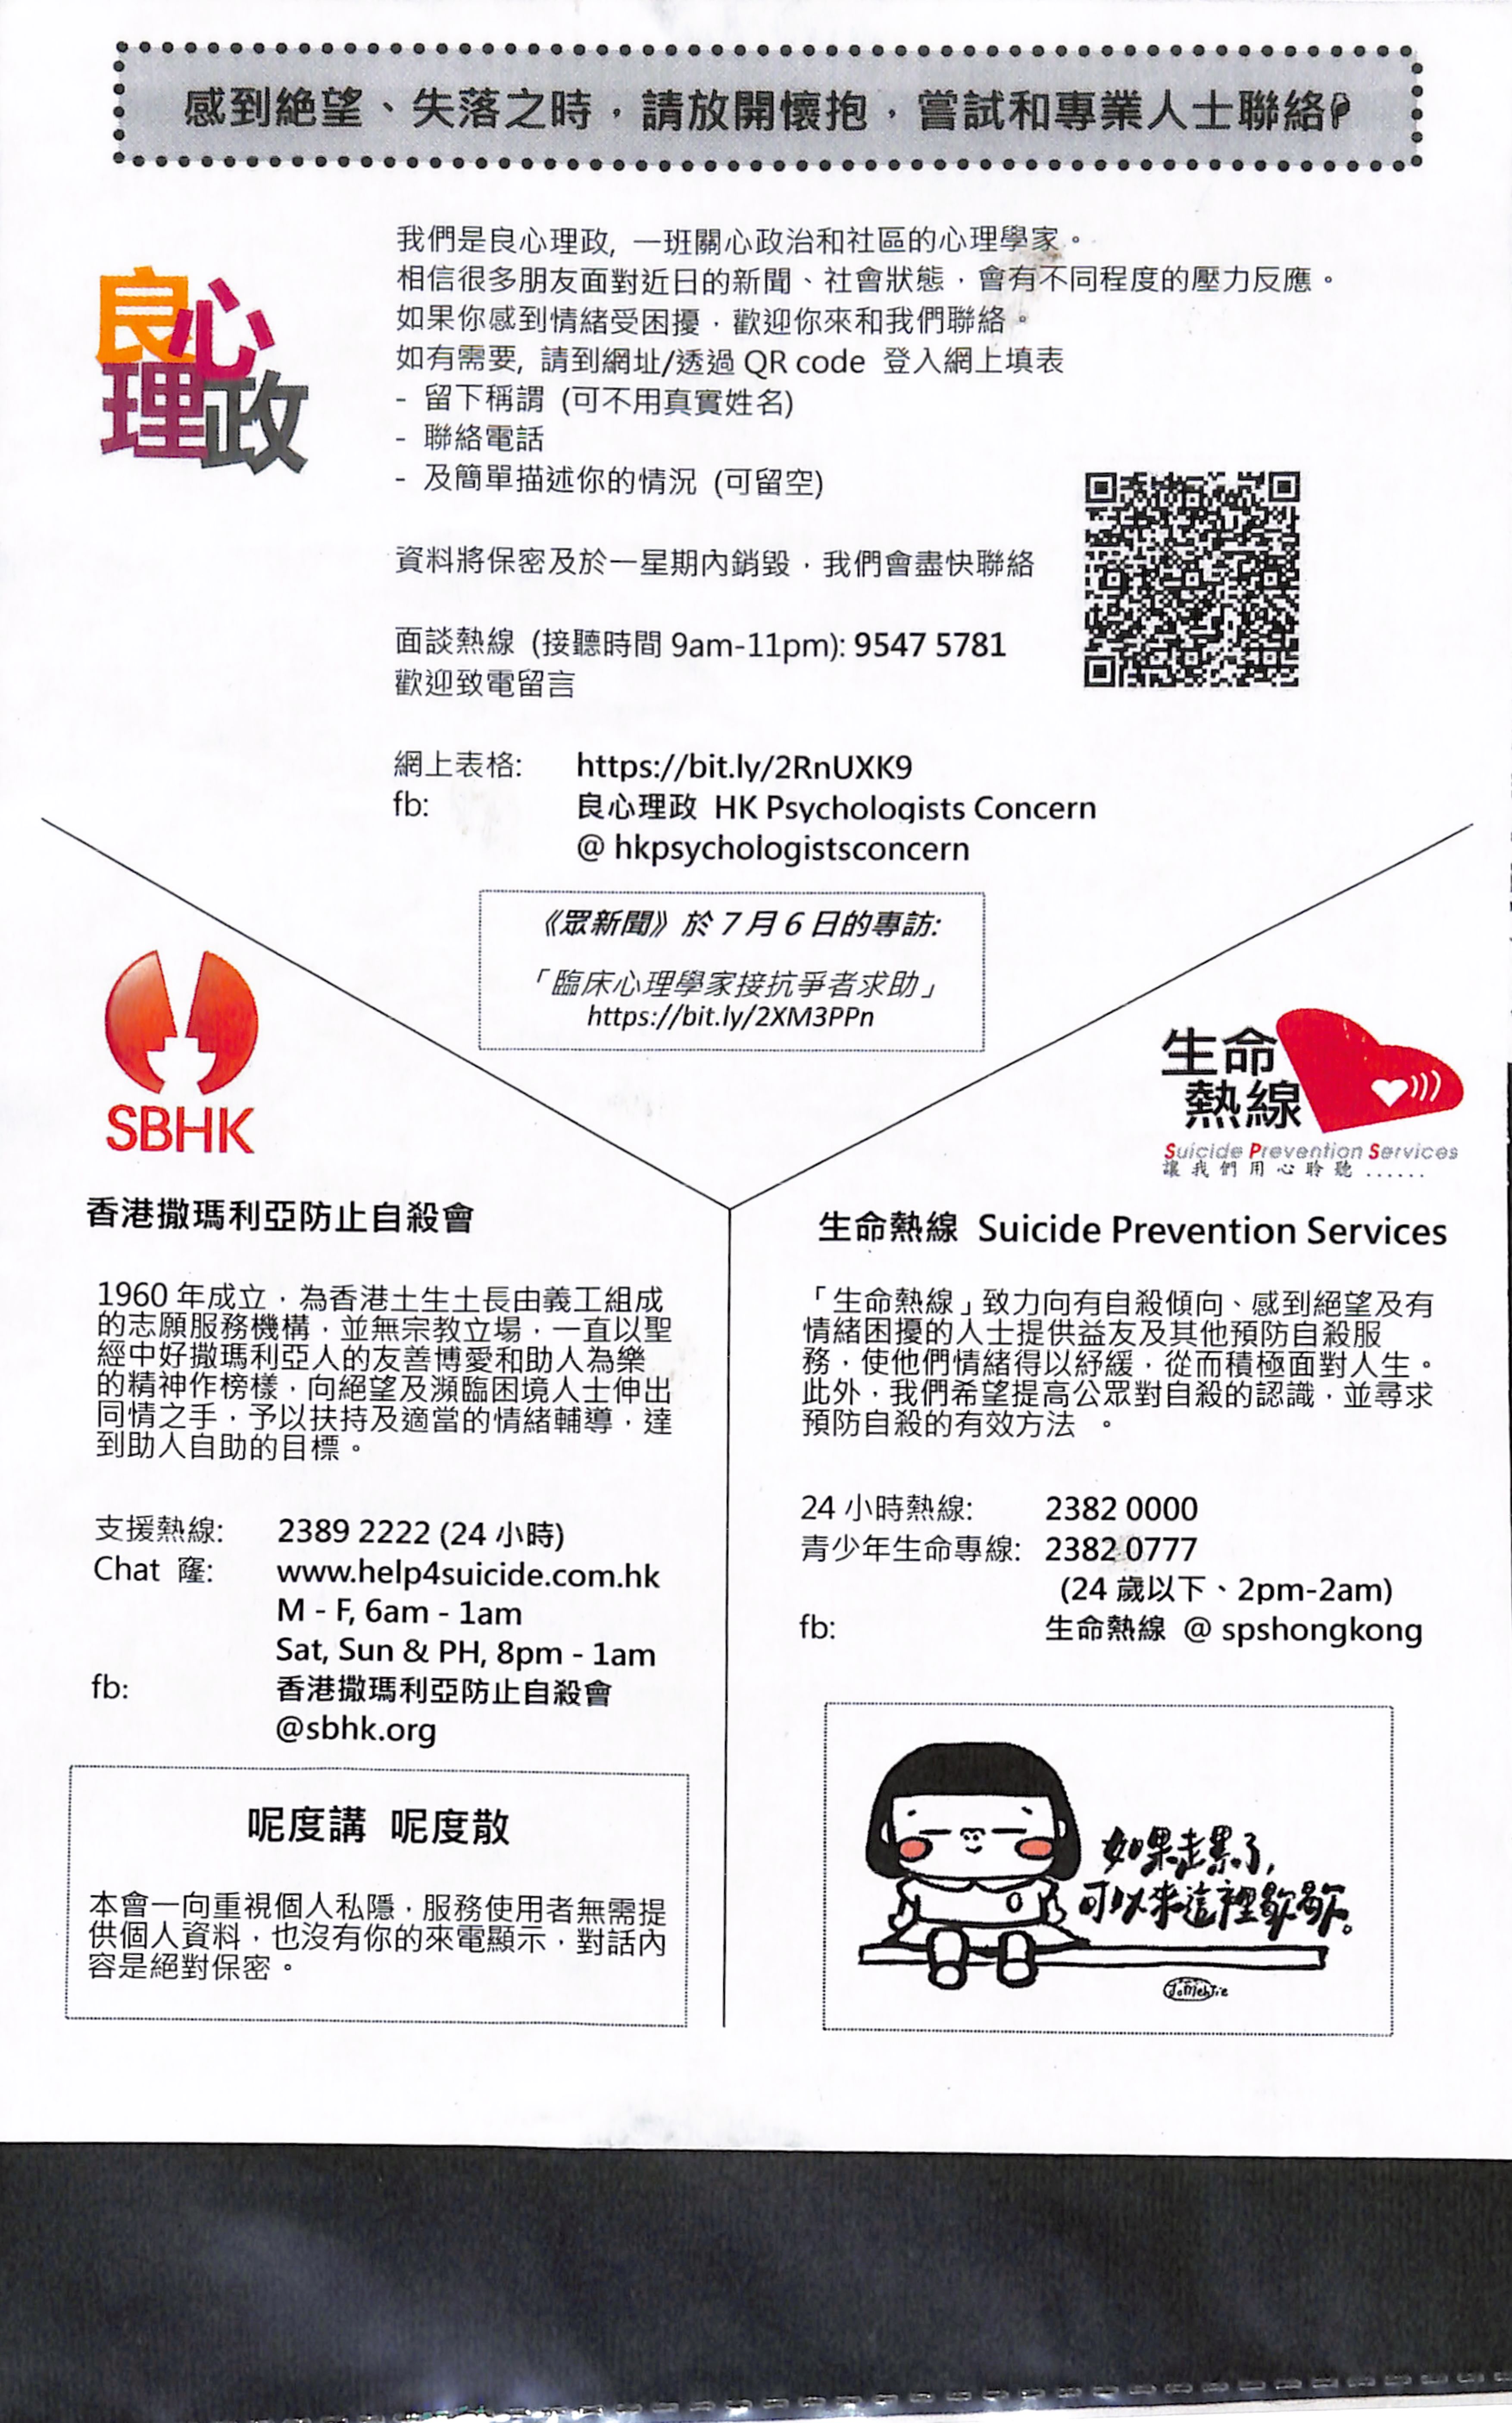 感到絕望、失落之時，請放開懷抱，嘗試和專業人士聯絡
良心理政
我們是良心理政, 一班關心政治和社區的心理學家。
相信很多朋友面對近日的新聞、社會狀態，會有不同程度的壓力反應。
如果你感到情緒受困擾，歡迎你來和我們聯絡。
如有需要, 請到網址/透過 QR code 登入網上填表
- 留下稱謂 (可不用真實姓名)
- 聯絡電話
- 及簡單描述你的情況 (可留空)
資料將保密及於一星期內銷毀，我們會盡快聯絡
面談熱線 (接聽時間 9am-11pm): 9547 5781
歡迎致電留言
網上表格: https://bit.ly/2RnUXK9
fb: 良心理政 HK Psychologists Concern
@ hkpsychologistsconcern
《眾新聞》於 7 月 6 日的專訪:
「臨床心理學家接抗爭者求助」
https://bit.ly/2XM3PPn
SBHK
香港撒瑪利亞防止自殺會
1960 年成立，為香港土生土長由義工組成
的志願服務機構，並無宗教立場，一直以聖
經中好撒瑪利亞人的友善博愛和助人為樂
的精神作榜樣，向絕望及瀕臨困境人士伸出
同情之手，予以扶持及適當的情緒輔導，達
到助人自助的目標。
支援熱線: 2389 2222 (24 小時)
Chat 窿: www.help4suicide.com.hk
M - F, 6am - 1am
Sat, Sun & PH, 8pm - 1am
fb: 香港撒瑪利亞防止自殺會
@sbhk.org
呢度講 呢度散
本會一向重視個人私隱，服務使用者無需提
供個人資料，也沒有你的來電顯示，對話內
容是絕對保密。
生命
熱線
Suicide Prevention Services
讓我們用心聆聽......
生命熱線 Suicide Prevention Services
「生命熱線」致力向有自殺傾向、感到絕望及有
情緒困擾的人士提供益友及其他預防自殺服
務，使他們情緒得以紓緩，從而積極面對人生。
此外，我們希望提高公眾對自殺的認識，並尋求
預防自殺的有效方法 。
24 小時熱線: 2382 0000
青少年生命專線: 2382 0777
(24 歲以下、2pm-2am)
fb: 生命熱線 @ spshongkong
如果走累了,
可以來這裡歇歇。